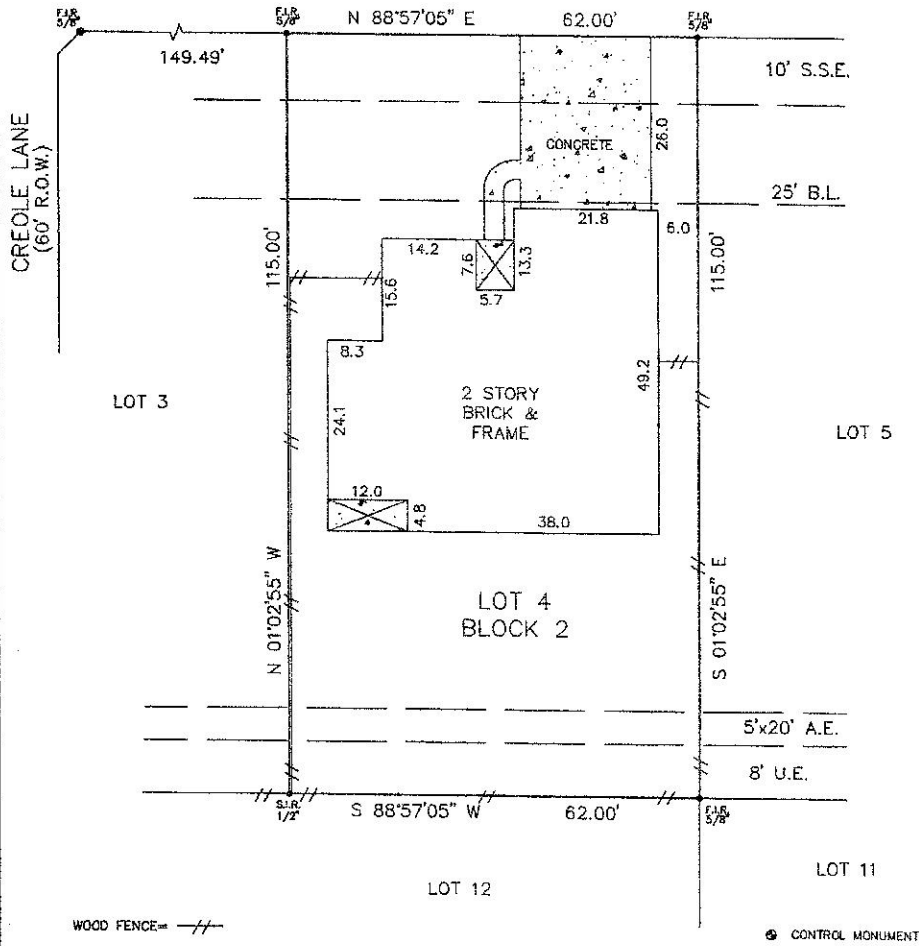 F.I.R. 5/8"
F.I.R. 5/8"
N 88°57'05" E
62.00'
F.I.R. 5/8"
149.49'
10' S.S.E.
CREOLE LANE
(60' R.O.W.)
CONCRETE
26.0
25' B.L.
21.8
6.0
115.00'
115.00'
14.2
7.6
13.3
15.6
5.7
8.3
LOT 3
24.1
2 STORY
BRICK &
FRAME
49.2
LOT 5
12.0
4.8
38.0
N 01°02'55" W
LOT 4
BLOCK 2
S 01°02'55" E
5'x20' A.E.
8' U.E.
S.I.R. 1/2"
S 88°57'05" W
62.00'
F.I.R. 5/8"
LOT 12
LOT 11
WOOD FENCE= —//—
CONTROL MONUMENT